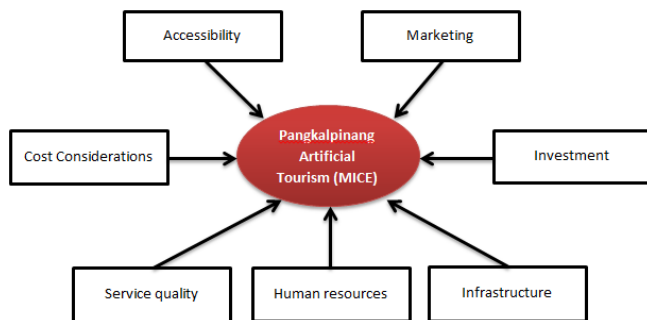 Accessibility
Marketing
Pangkalpinang
Artificial
Tourism (MICE)
Cost Considerations
Investment
Service quality
Human resources
Infrastructure